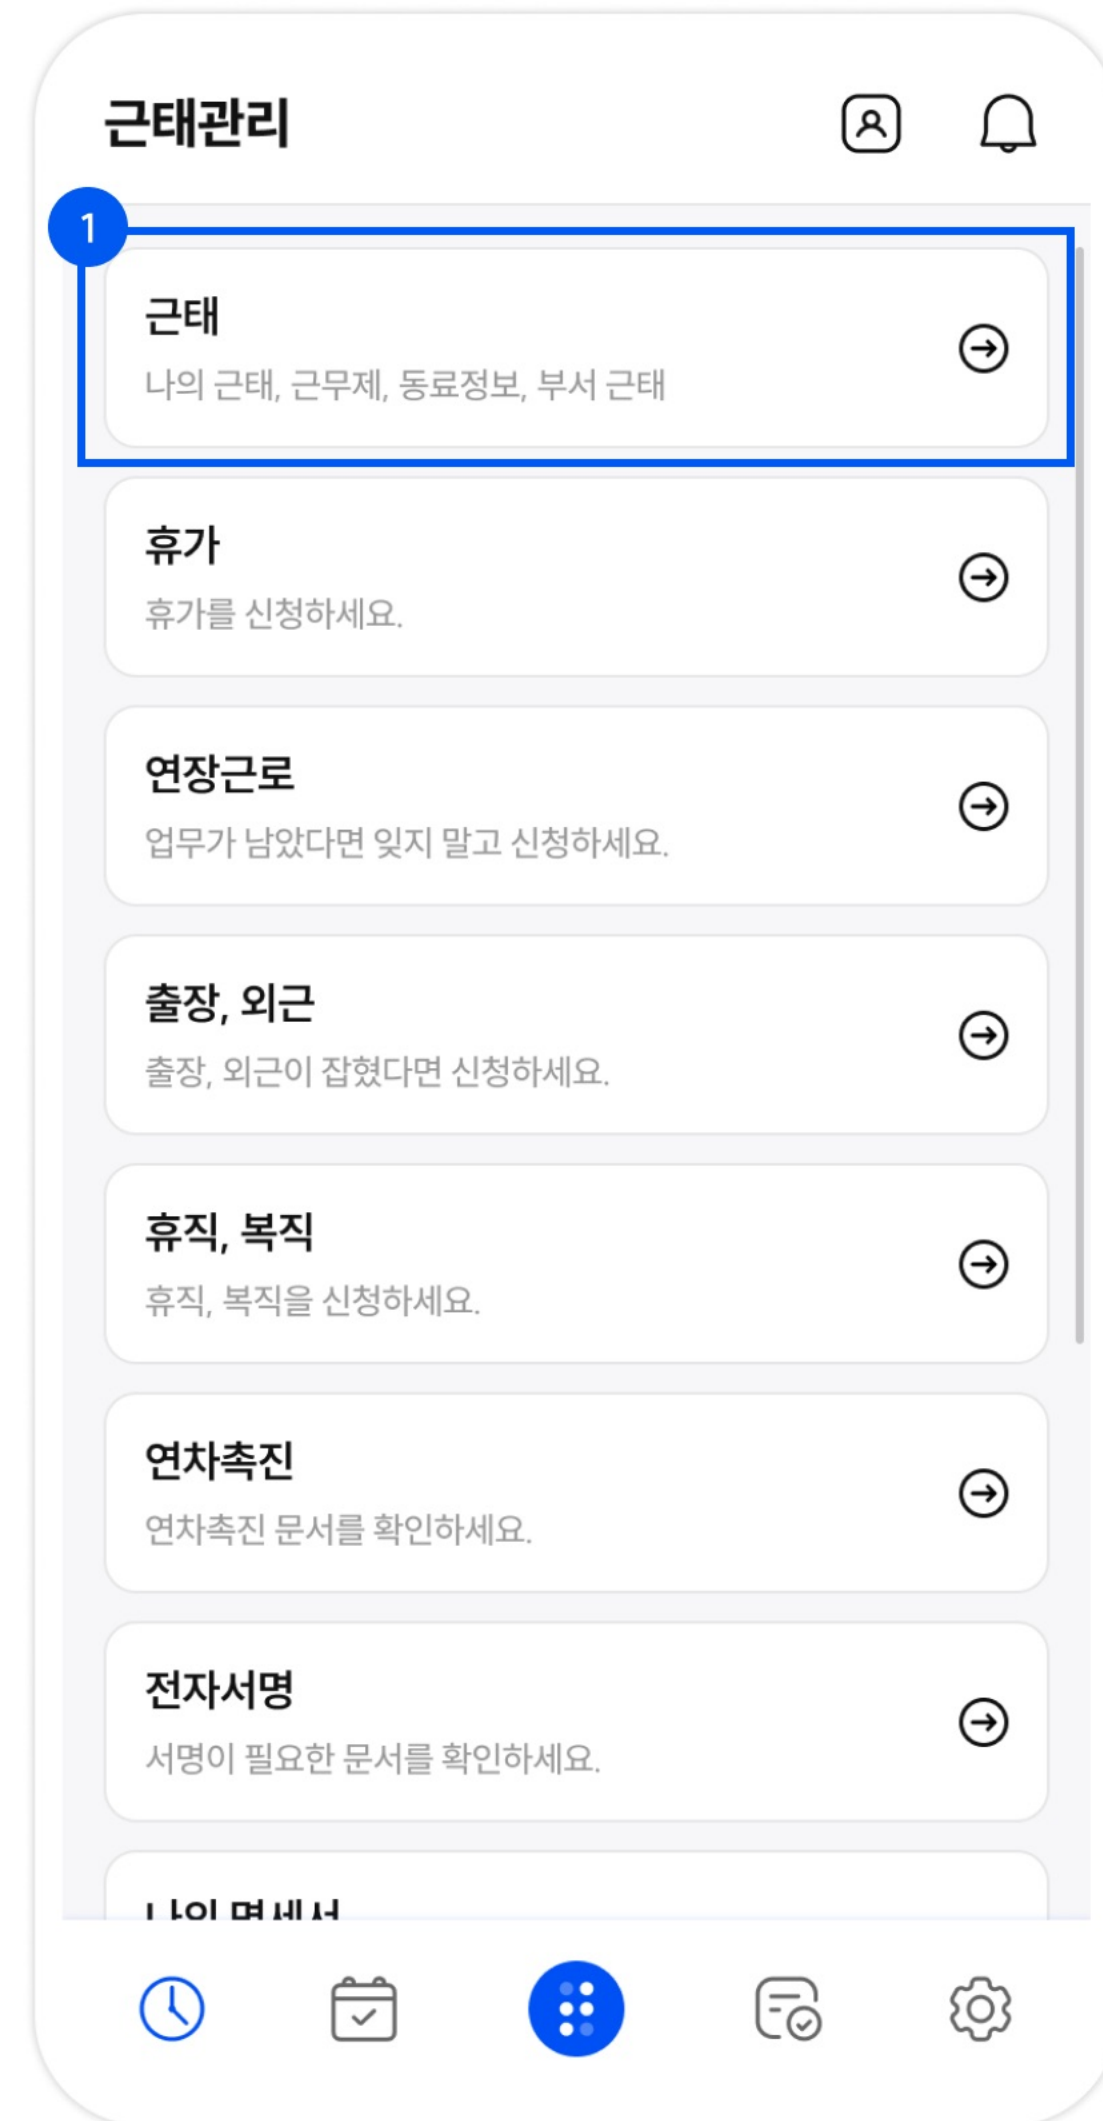 근태관리
1
근태
나의 근태, 근무제, 동료정보, 부서 근태
휴가
휴가를 신청하세요.
연장근로
업무가 남았다면 잊지 말고 신청하세요.
출장, 외근
출장, 외근이 잡혔다면 신청하세요.
휴직, 복직
휴직, 복직을 신청하세요.
연차촉진
연차촉진 문서를 확인하세요.
전자서명
서명이 필요한 문서를 확인하세요.
나의 명세서